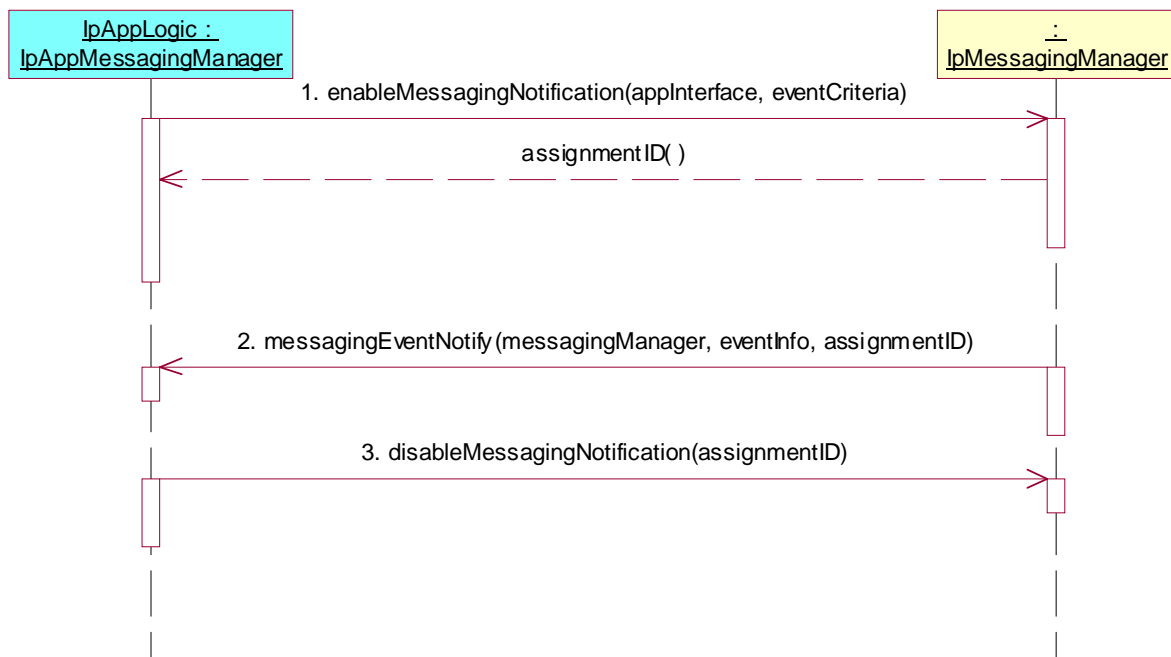 IpAppLogic :
IpAppMessagingManager
:
IpMessagingManager
1. enableMessagingNotification(appInterface, eventCriteria)
assignmentID( )
2. messagingEventNotify(messagingManager, eventInfo, assignmentID)
3. disableMessagingNotification(assignmentID)